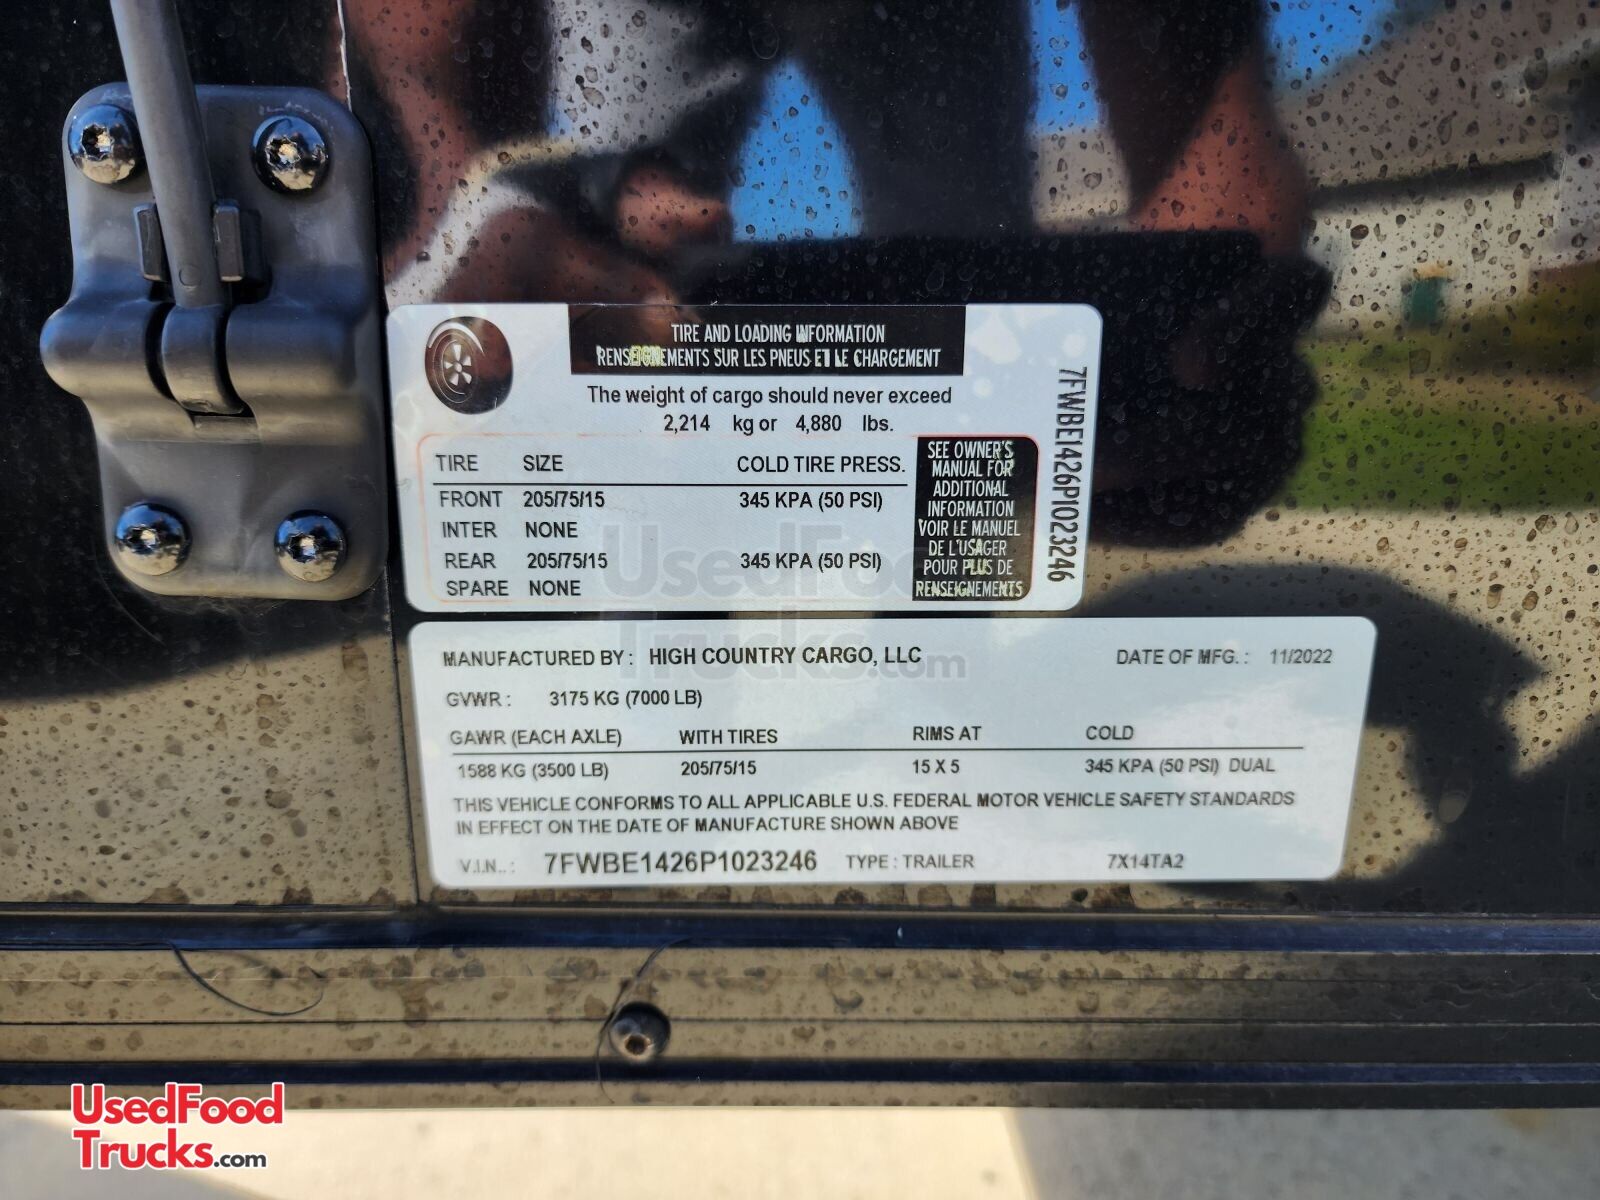 TIRE AND LOADING INFORMATION
RENSEIGNEMENTS SUR LES PNEUS ET LE CHARGEMENT
The weight of cargo should never exceed
2,214 kg or 4,880 lbs.
TIRE SIZE COLD TIRE PRESS.
FRONT 205/75/15 345 KPA (50 PSI)
INTER NONE
REAR 205/75/15 345 KPA (50 PSI)
SPARE NONE
SEE OWNER'S
MANUAL FOR
ADDITIONAL
INFORMATION
VOIR LE MANUEL
DE L'USAGER
POUR PLUS DE
RENSEIGNEMENTS
7FWBE1426P1023246
UsedFood
Trucks.com
MANUFACTURED BY: HIGH COUNTRY CARGO, LLC DATE OF MFG.: 11/2022
GVWR: 3175 KG (7000 LB)
GAWR (EACH AXLE) WITH TIRES RIMS AT COLD
1588 KG (3500 LB) 205/75/15 15 X 5 345 KPA (50 PSI) DUAL
THIS VEHICLE CONFORMS TO ALL APPLICABLE U.S. FEDERAL MOTOR VEHICLE SAFETY STANDARDS
IN EFFECT ON THE DATE OF MANUFACTURE SHOWN ABOVE
V.I.N..: 7FWBE1426P1023246 TYPE: TRAILER 7X14TA2
UsedFood
Trucks.com